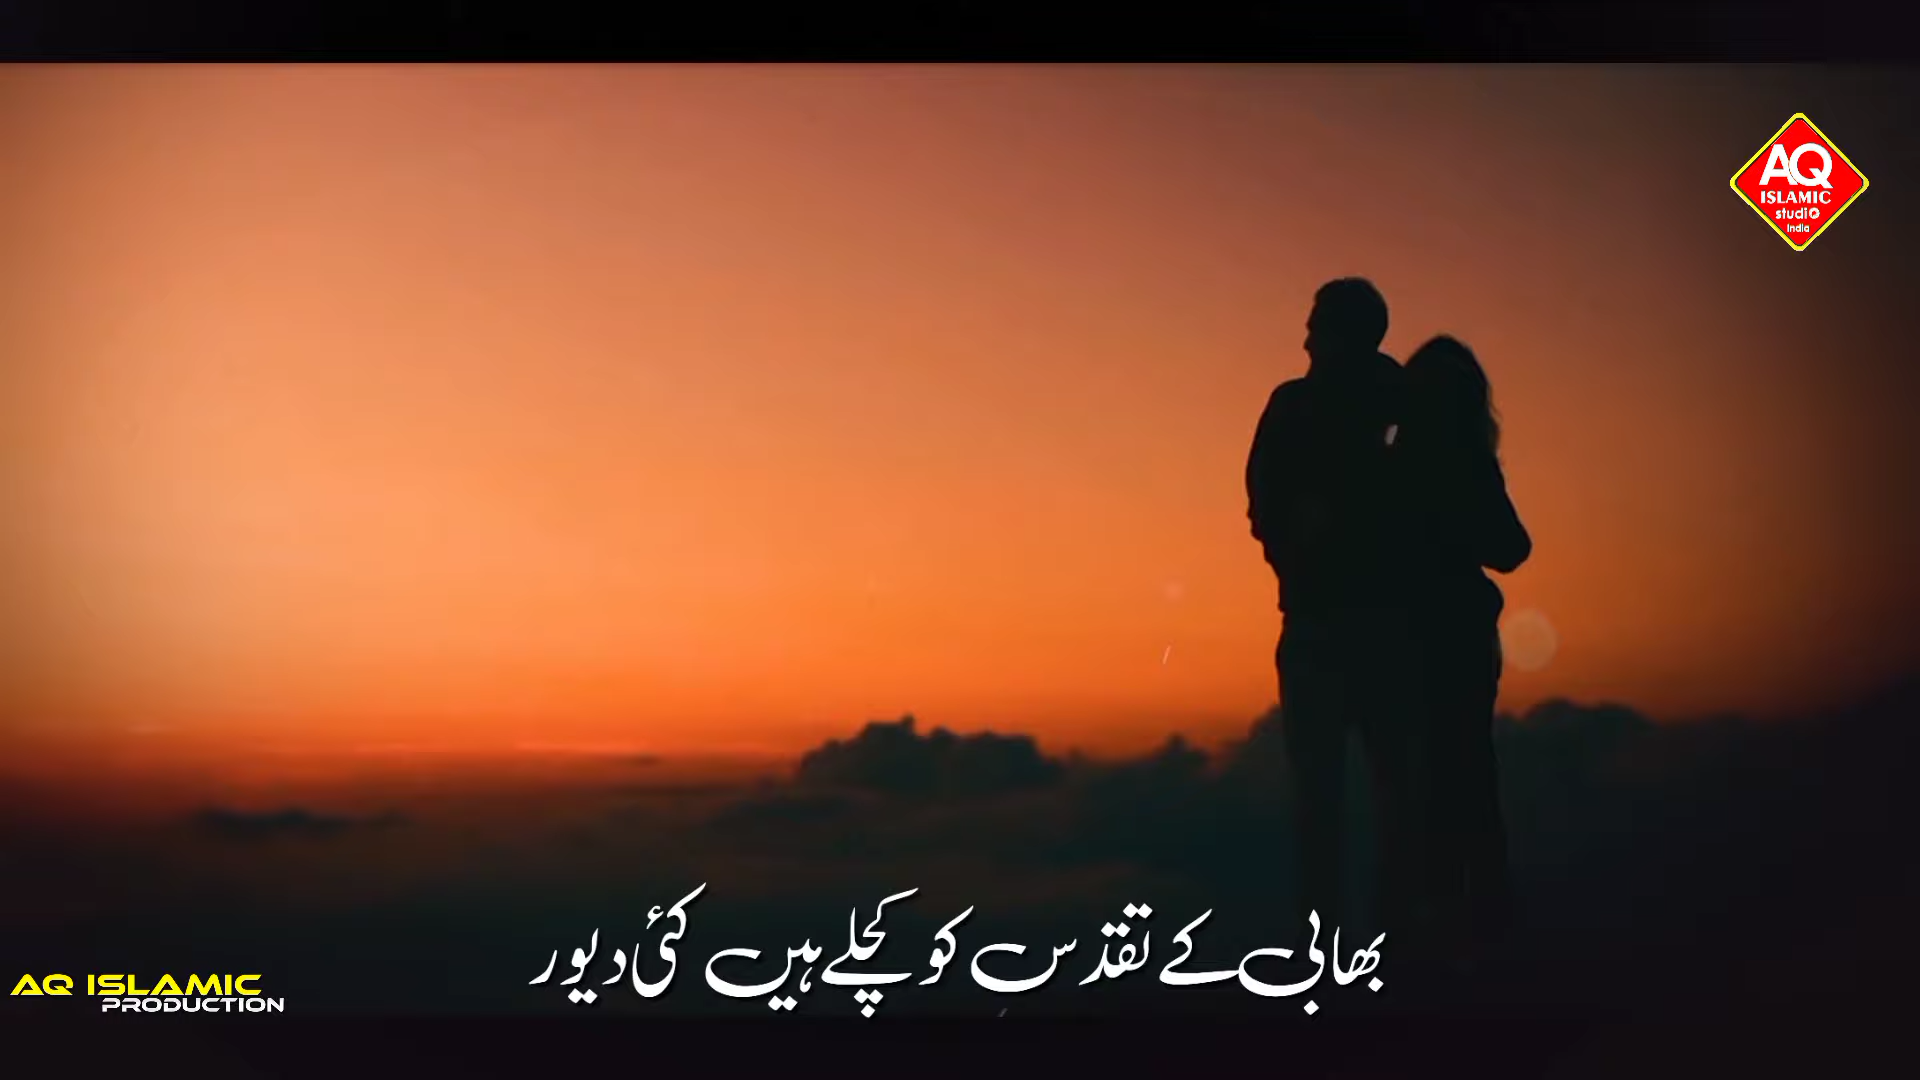 AQ
ISLAMIC
studio
India
بھابی کے تقدس کو کچلے ہیں کئی دیور
AQ ISLAMIC
PRODUCTION